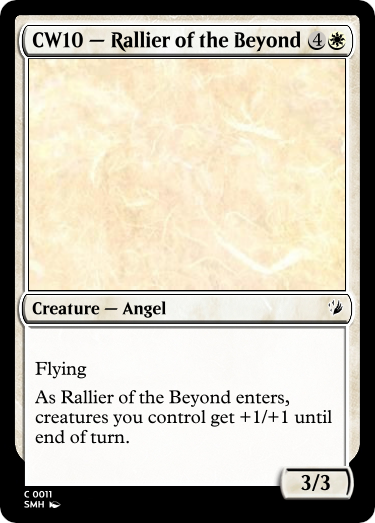 CW10 — Rallier of the Beyond 4
Creature — Angel
Flying
As Rallier of the Beyond enters,
creatures you control get +1/+1 until
end of turn.
3/3
C 0011
SMH